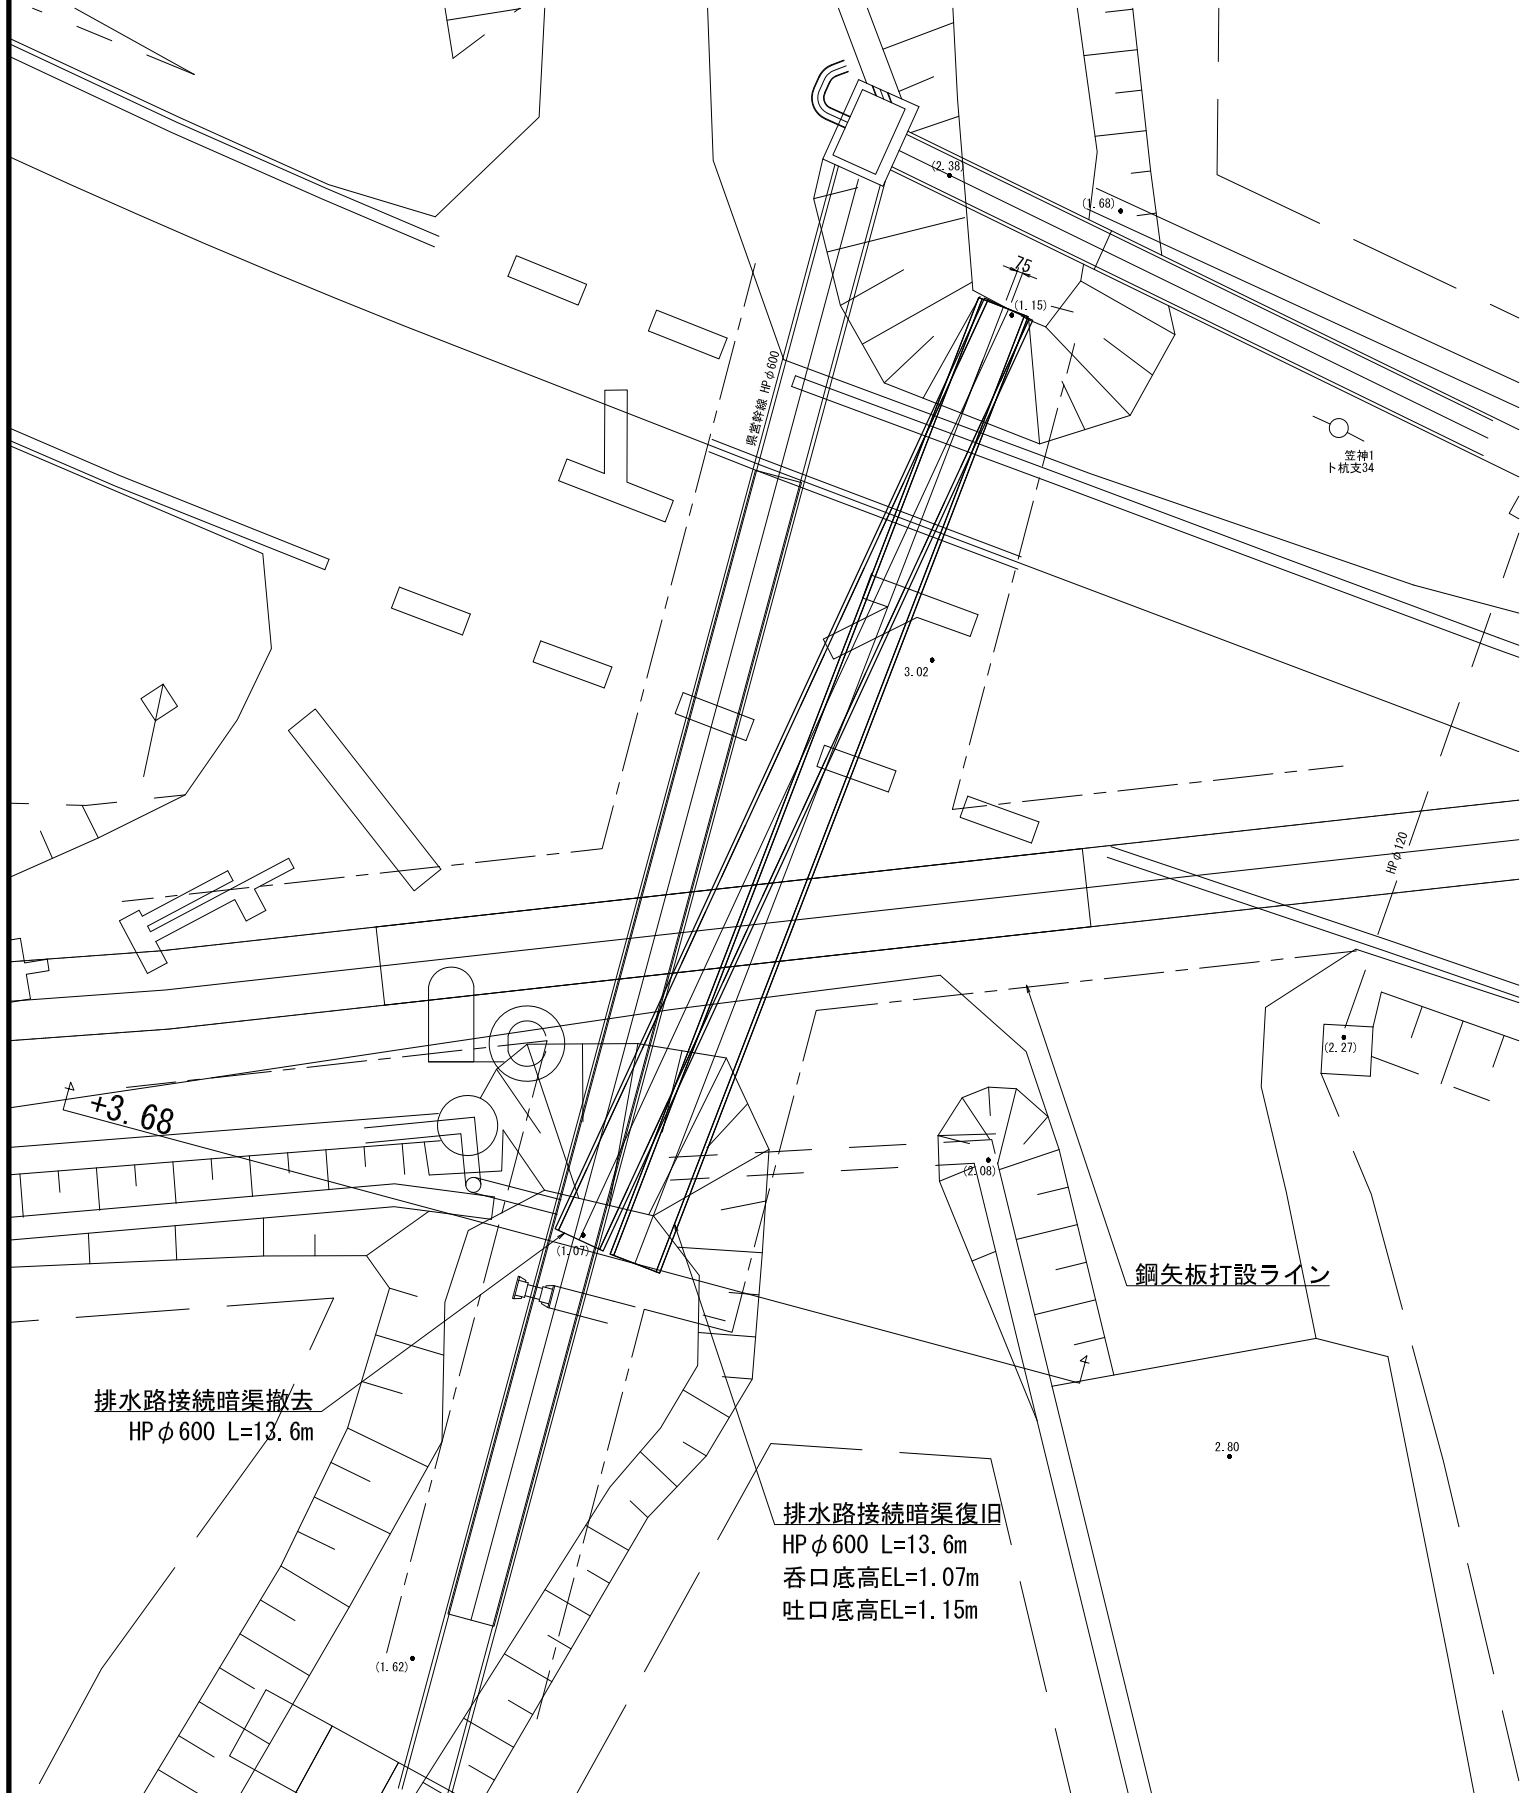 (2.38)
(1.68)
75
(1.15)
県営幹線 HPφ600
笠神1
ト杭支34
3.02
HPφ120
(2.27)
+3.68
(2.08)
(1.07)
鋼矢板打設ライン
排水路接続暗渠撤去
HPφ600 L=13.6m
2.80
排水路接続暗渠復旧
HPφ600 L=13.6m
呑口底高EL=1.07m
吐口底高EL=1.15m
(1.62)